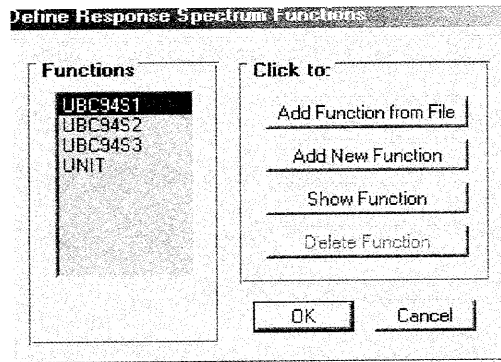 Define Response Spectrum Functions
Functions
UBC94S1
UBC94S2
UBC94S3
UNIT
Click to:
Add Function from File
Add New Function
Show Function
Delete Function
OK
Cancel